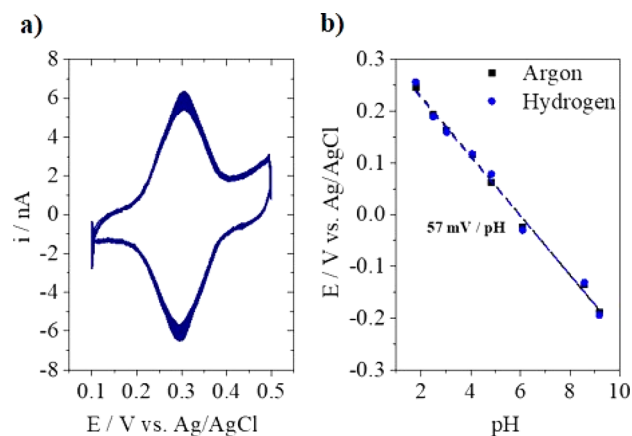 a)
8
6
4
2
0
-2
-4
-6
-8
i / nA
0.1 0.2 0.3 0.4 0.5
E / V vs. Ag/AgCl
b)
0.3
0.2
0.1
0.0
-0.1
-0.2
-0.3
E / V vs. Ag/AgCl
Argon
Hydrogen
57 mV / pH
2 4 6 8 10
pH